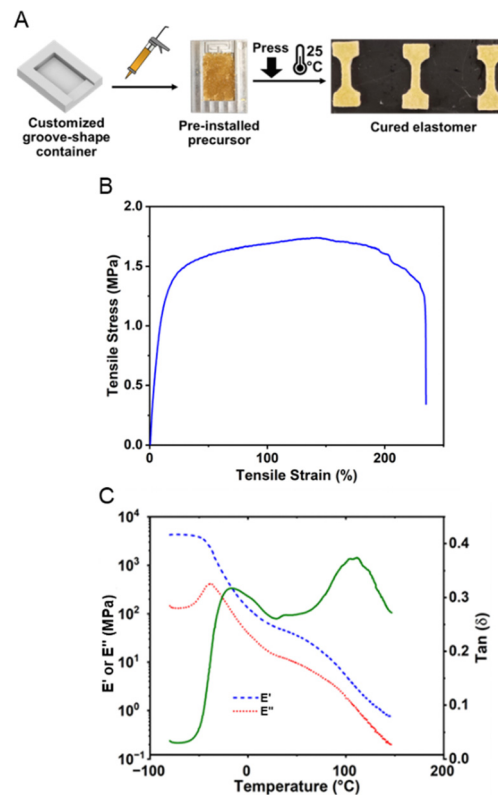 A
Customized
groove-shape
container
Pre-installed
precursor
Press
25
°C
Cured elastomer
B
2.0
1.5
1.0
0.5
0.0
0
100
200
Tensile Stress (MPa)
Tensile Strain (%)
C
10⁴
10³
10²
10¹
10⁰
10⁻¹
E' or E" (MPa)
0.4
0.3
0.2
0.1
0.0
Tan (δ)
E'
E"
−100
0
100
200
Temperature (°C)